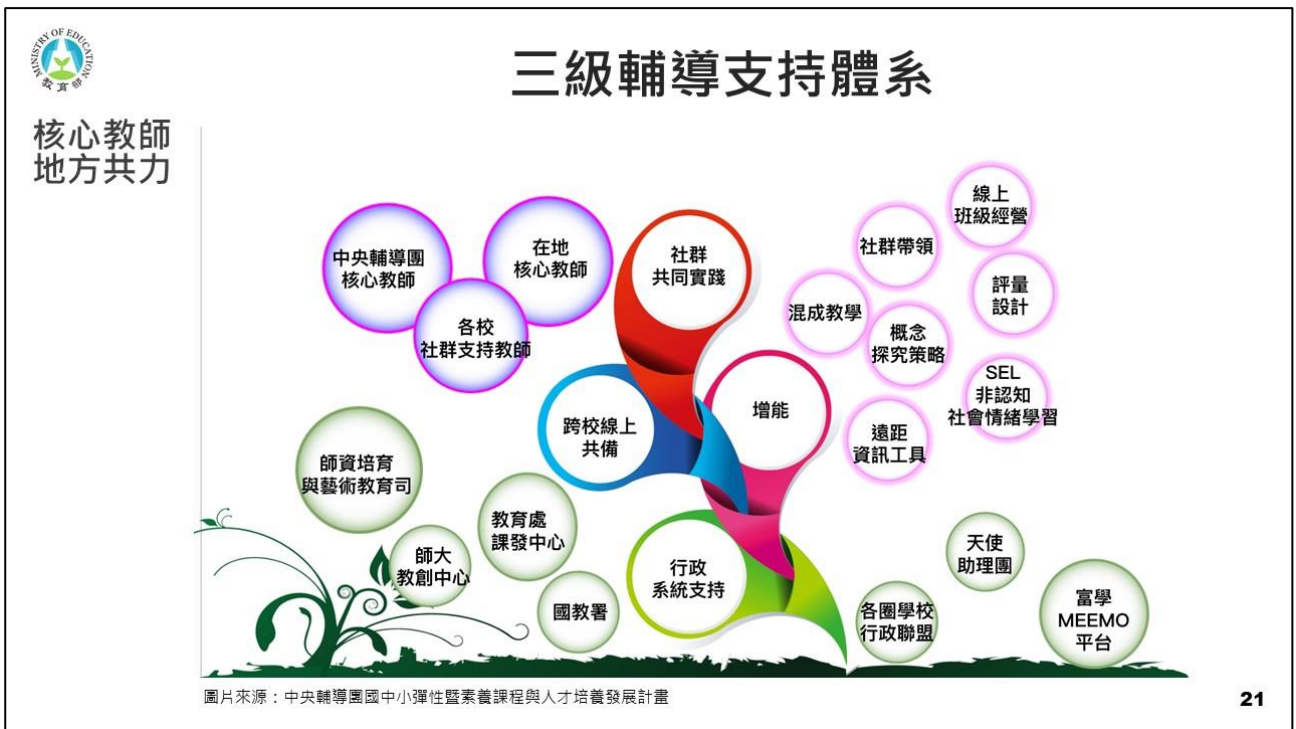 MINISTRY OF EDUCATION
教育部
三級輔導支持體系
核心教師
地方共力
中央輔導團
核心教師
在地
核心教師
各校
社群支持教師
社群
共同實踐
線上
班級經營
社群帶領
評量
設計
混成教學
概念
探究策略
SEL
非認知
社會情緒學習
遠距
資訊工具
跨校線上
共備
增能
師資培育
與藝術教育司
師大
教創中心
教育處
課發中心
國教署
行政
系統支持
天使
助理團
各圈學校
行政聯盟
富學
MEEMO
平台
圖片來源：中央輔導團國中小彈性暨素養課程與人才培養發展計畫
21